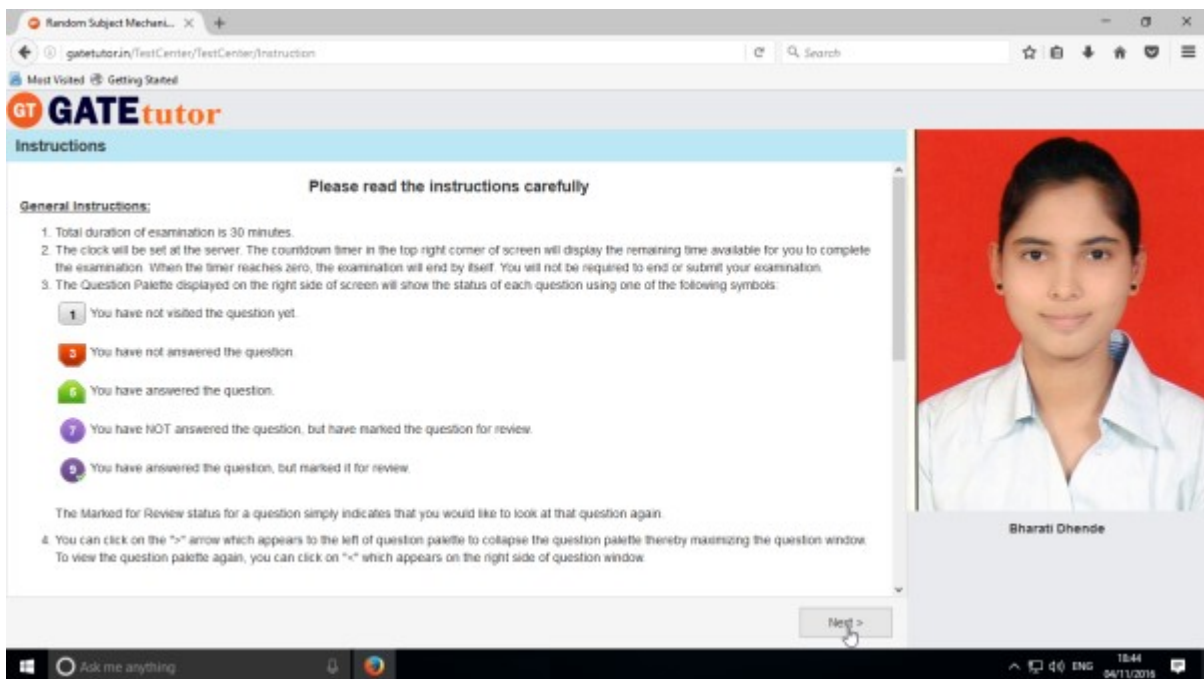 Random Subject Mechani...
gatetutor.in/TestCenter/TestCenter/Instruction
Search
Most Visited
Getting Started
GT GATEtutor
Instructions
Please read the instructions carefully
General Instructions:
1. Total duration of examination is 30 minutes.
2. The clock will be set at the server. The countdown timer in the top right corner of screen will display the remaining time available for you to complete
the examination. When the timer reaches zero, the examination will end by itself. You will not be required to end or submit your examination.
3. The Question Palette displayed on the right side of screen will show the status of each question using one of the following symbols:
1 You have not visited the question yet.
3 You have not answered the question.
5 You have answered the question.
7 You have NOT answered the question, but have marked the question for review.
9 You have answered the question, but marked it for review.
The Marked for Review status for a question simply indicates that you would like to look at that question again.
4. You can click on the ">" arrow which appears to the left of question palette to collapse the question palette thereby maximizing the question window.
To view the question palette again, you can click on "<" which appears on the right side of question window.
Bharati Dhende
Next >
Ask me anything
ENG
18:44
04/11/2016